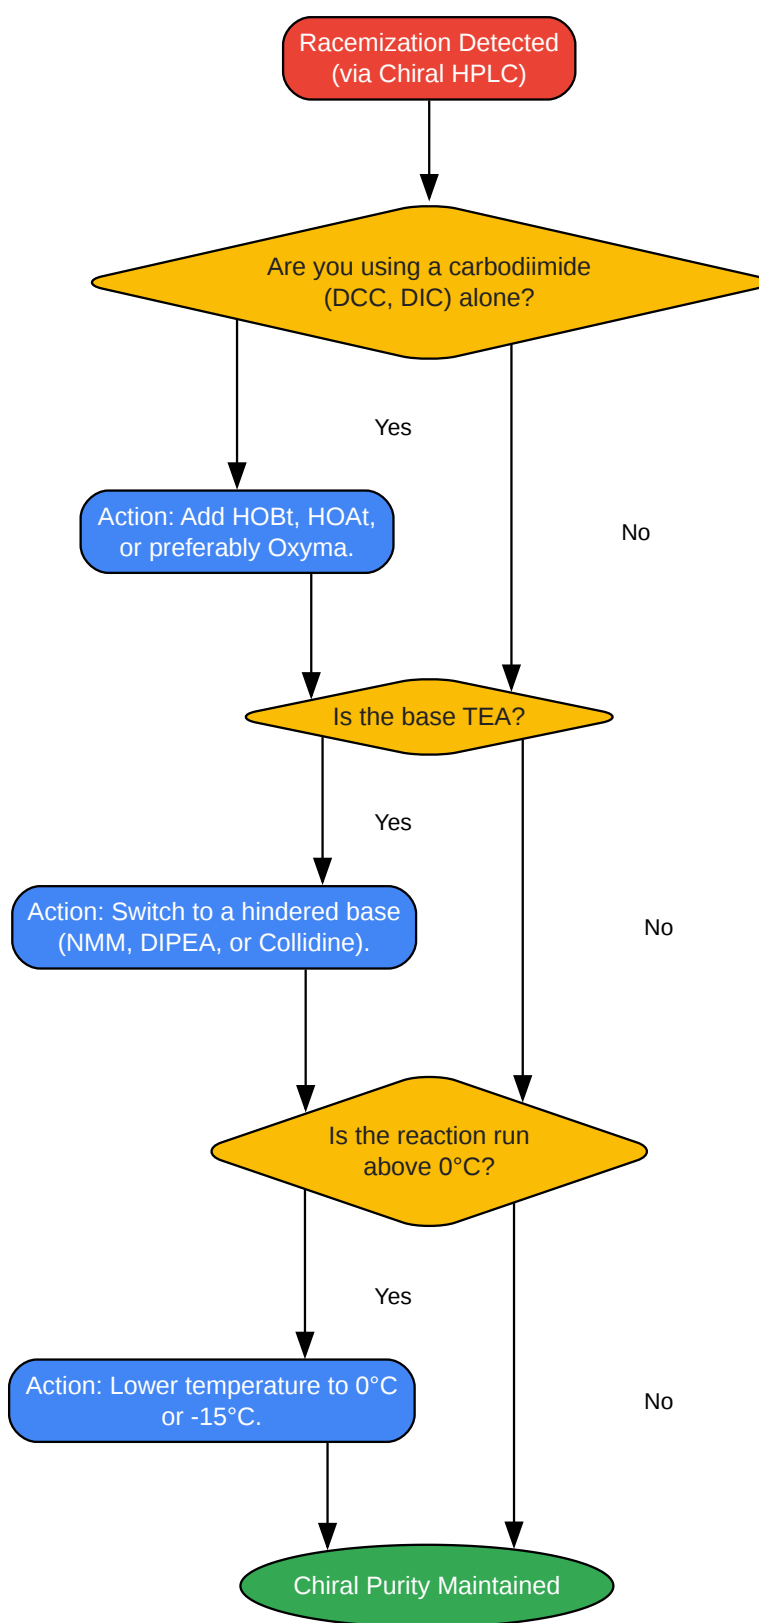 Racemization Detected
(via Chiral HPLC)
Are you using a carbodiimide
(DCC, DIC) alone?
Yes
Action: Add HOBt, HOAt,
or preferably Oxyma.
No
Is the base TEA?
Yes
Action: Switch to a hindered base
(NMM, DIPEA, or Collidine).
No
Is the reaction run
above 0°C?
Yes
Action: Lower temperature to 0°C
or -15°C.
No
Chiral Purity Maintained